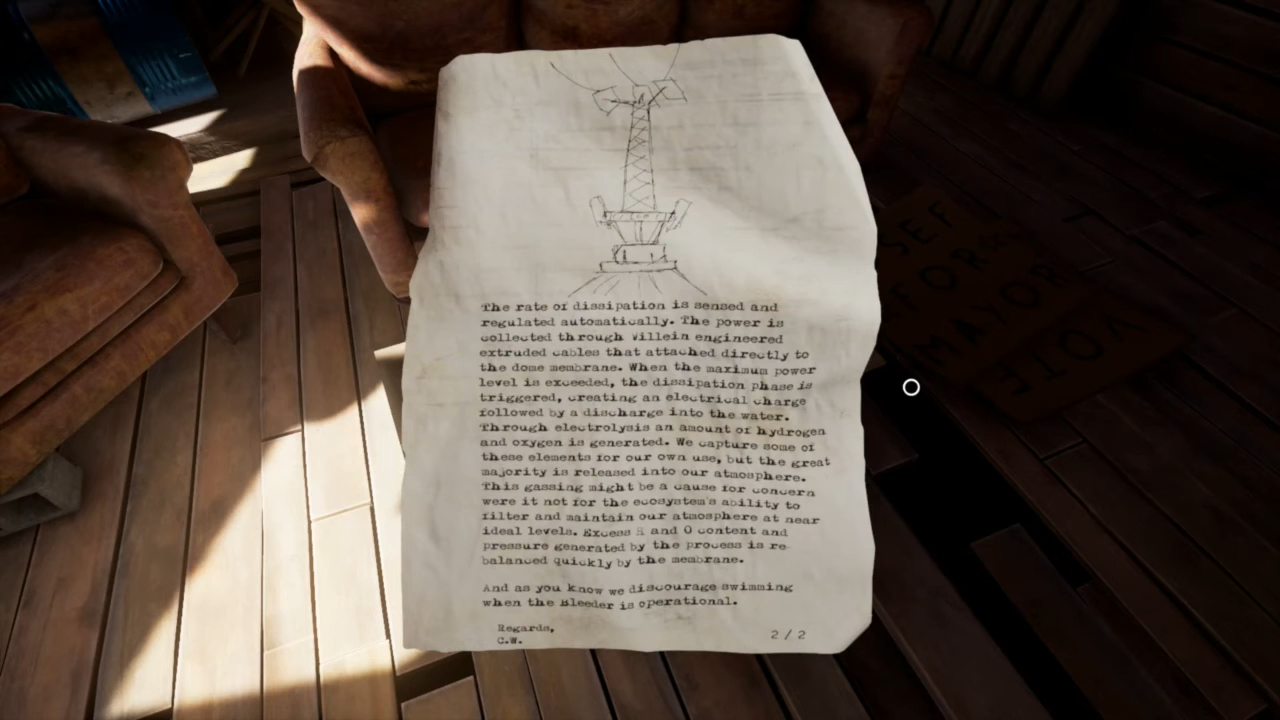 The rate of dissipation is sensed and
regulated automatically. The power is
collected through Villein engineered
extruded cables that attached directly to
the dome membrane. When the maximum power
level is exceeded, the dissipation phase is
triggered, creating an electrical charge
followed by a discharge into the water.
Through electrolysis an amount of hydrogen
and oxygen is generated. We capture some of
these elements for our own use, but the great
majority is released into our atmosphere.
This gassing might be a cause for concern
were it not for the ecosystem's ability to
filter and maintain our atmosphere at near
ideal levels. Excess H and O content and
pressure generated by the process is re-
balanced quickly by the membrane.
And as you know we discourage swimming
when the Bleeder is operational.
Regards,
C.W.
2/2
FOR
MAYOR